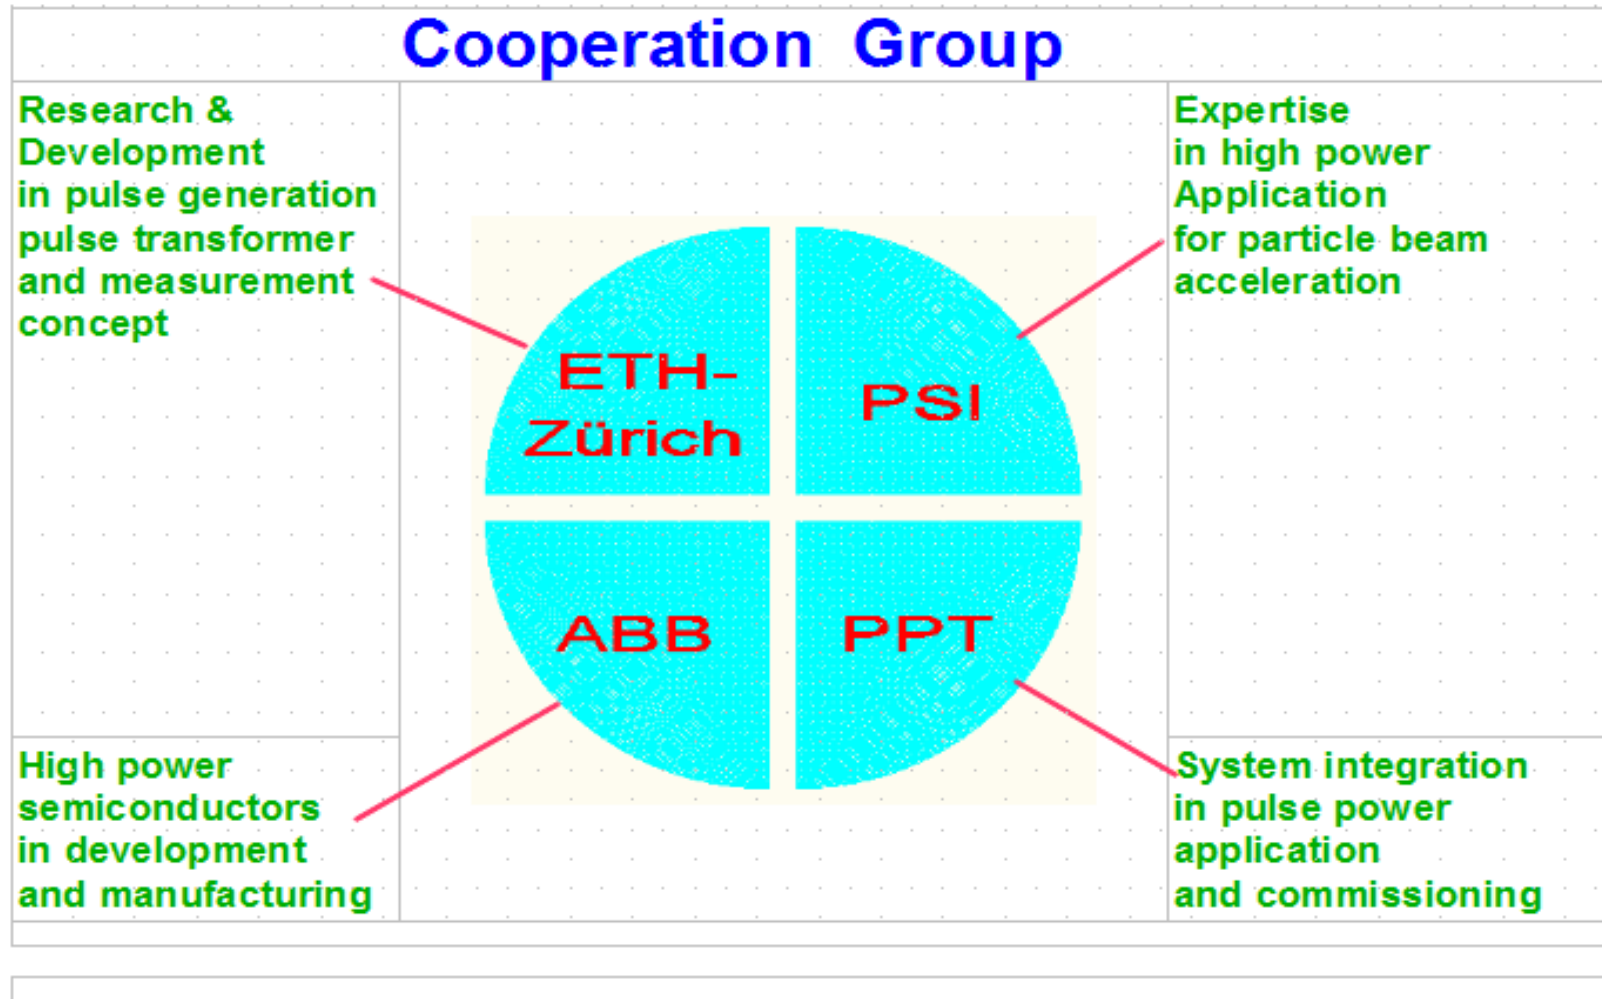 Cooperation Group
Research &
Development
in pulse generation
pulse transformer
and measurement
concept
Expertise
in high power
Application
for particle beam
acceleration
ETH-
Zürich
PSI
ABB
PPT
High power
semiconductors
in development
and manufacturing
System integration
in pulse power
application
and commissioning